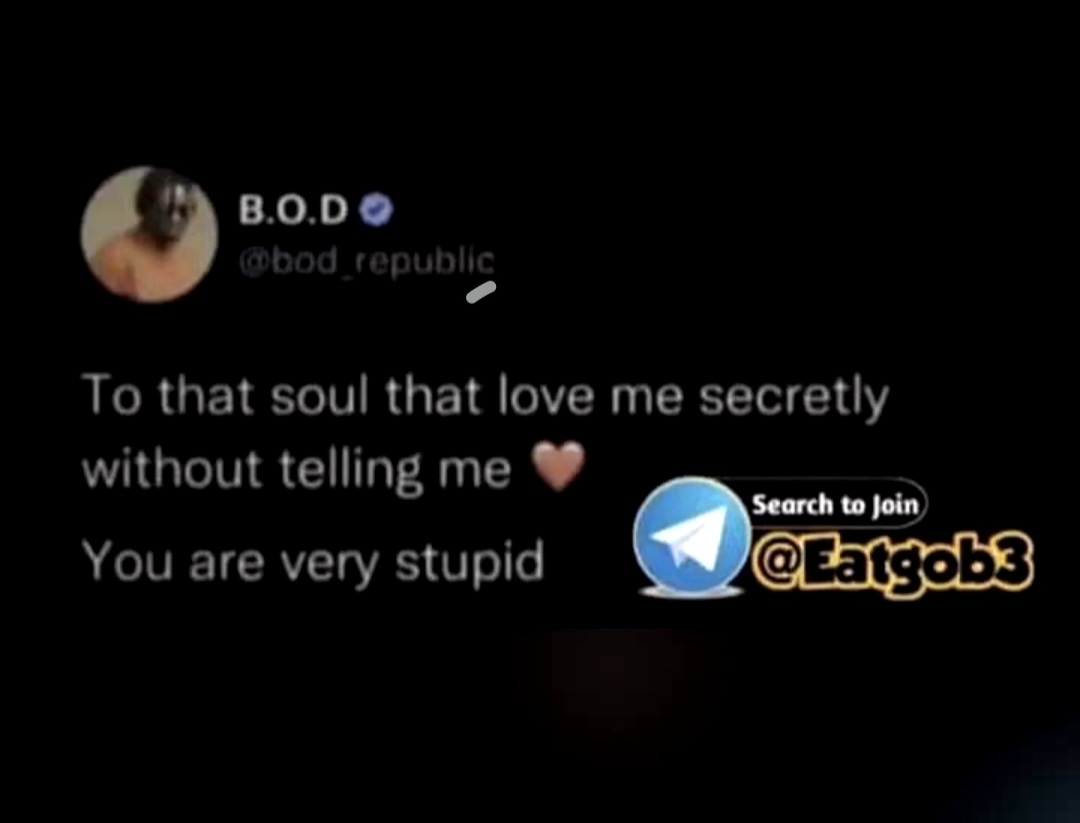 B.O.D
@bod_republic
To that soul that love me secretly
without telling me 🤎
You are very stupid
Search to Join
@Eatgob3